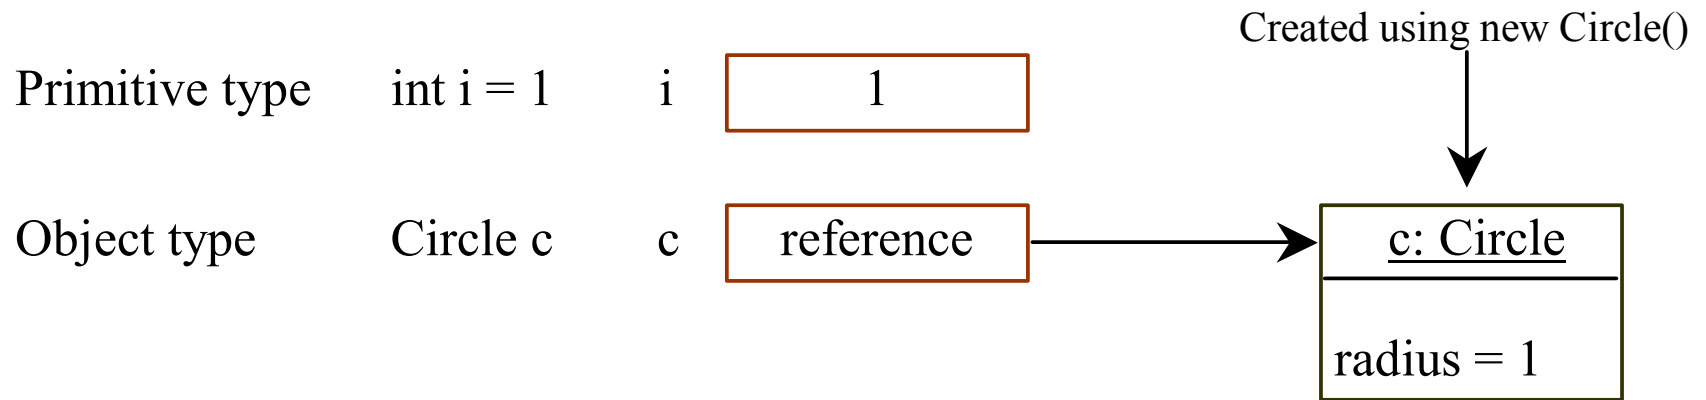 Created using new Circle()
Primitive type int i = 1 i 1
Object type Circle c c reference c: Circle
radius = 1